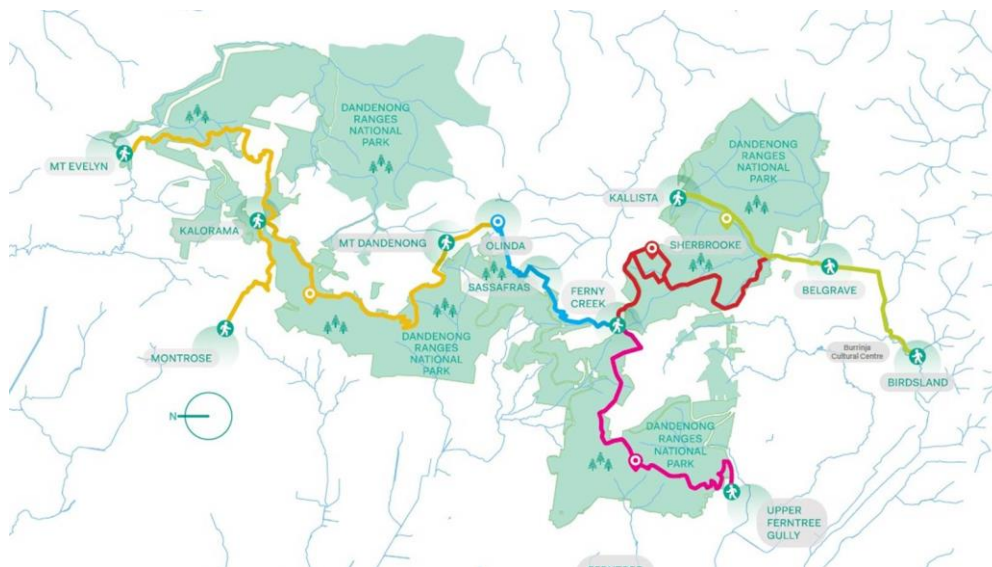 DANDENONG
RANGES
NATIONAL
PARK
MT EVELYN
DANDENONG
RANGES
NATIONAL
PARK
KALLISTA
KALORAMA
MT DANDENONG
OLINDA
SHERBROOKE
SASSAFRAS
FERNY
CREEK
BELGRAVE
DANDENONG
RANGES
NATIONAL
PARK
MONTROSE
Burrinja
Cultural Centre
BIRDSLAND
N
DANDENONG
RANGES
NATIONAL
PARK
UPPER
FERNTREE
GULLY